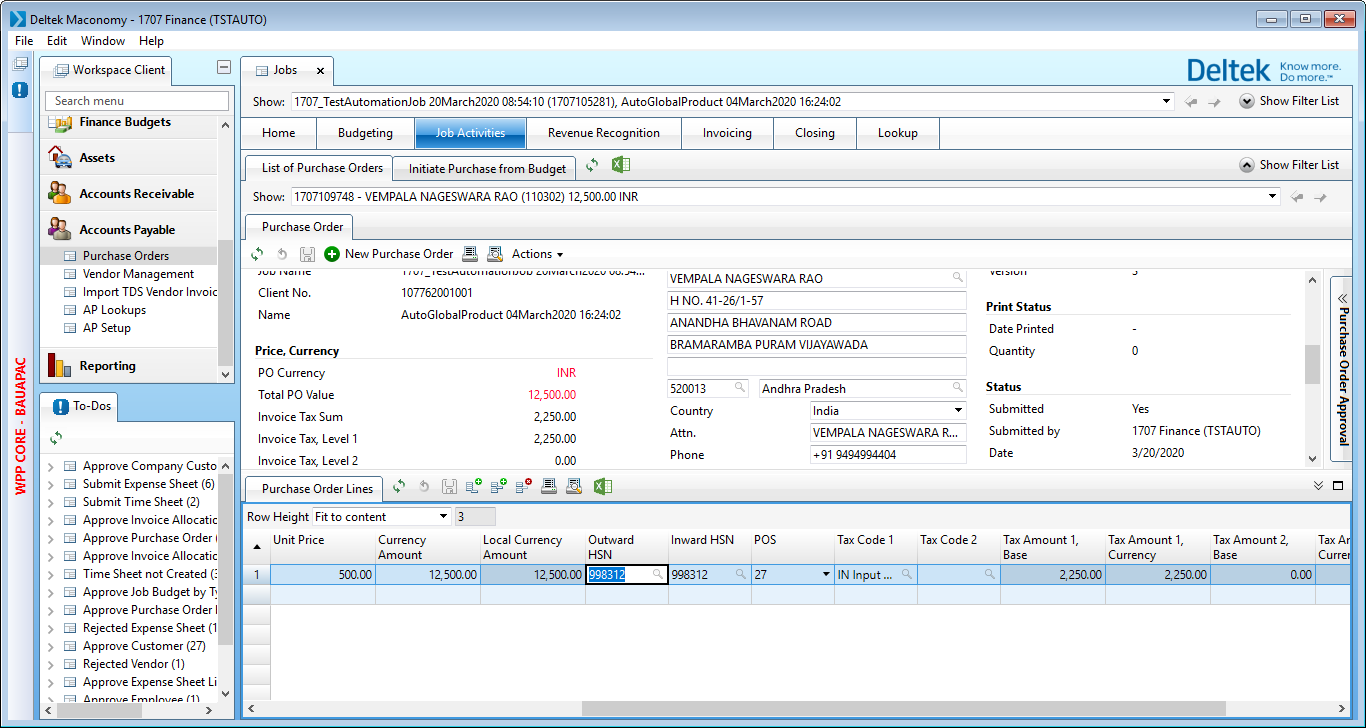 Deltek Maconomy - 1707 Finance (TSTAUTO)
File Edit Window Help
Workspace Client
Search menu
Finance Budgets
Assets
Accounts Receivable
Accounts Payable
Purchase Orders
Vendor Management
Import TDS Vendor Invoic
AP Lookups
AP Setup
Reporting
WPP CORE - BAUAPAC
To-Dos
Approve Company Custo
Submit Expense Sheet (6)
Submit Time Sheet (2)
Approve Invoice Allocatic
Approve Purchase Order (
Approve Invoice Allocatic
Time Sheet not Created (3
Approve Job Budget by Ty
Approve Purchase Order l
Rejected Expense Sheet (1
Approve Customer (27)
Rejected Vendor (1)
Approve Expense Sheet Li
Approve Employee (1)
Jobs
Deltek Know more.
Do more.™
Show: 1707_TestAutomationJob 20March2020 08:54:10 (1707105281), AutoGlobalProduct 04March2020 16:24:02
Show Filter List
Home Budgeting Job Activities Revenue Recognition Invoicing Closing Lookup
List of Purchase Orders Initiate Purchase from Budget
Show Filter List
Show: 1707109748 - VEMPALA NAGESWARA RAO (110302) 12,500.00 INR
Purchase Order
New Purchase Order Actions
Job Name 1707_TestAutomationJob 20March2020 08:54...
Client No. 107762001001
Name AutoGlobalProduct 04March2020 16:24:02
Price, Currency
PO Currency INR
Total PO Value 12,500.00
Invoice Tax Sum 2,250.00
Invoice Tax, Level 1 2,250.00
Invoice Tax, Level 2 0.00
VEMPALA NAGESWARA RAO
H NO. 41-26/1-57
ANANDHA BHAVANAM ROAD
BRAMARAMBA PURAM VIJAYAWADA
520013 Andhra Pradesh
Country India
Attn. VEMPALA NAGESWARA R...
Phone +91 9494994404
Version 3
Print Status
Date Printed -
Quantity 0
Status
Submitted Yes
Submitted by 1707 Finance (TSTAUTO)
Date 3/20/2020
Purchase Order Approval
Purchase Order Lines
Row Height Fit to content 3
Unit Price Currency Amount Local Currency Amount Outward HSN Inward HSN POS Tax Code 1 Tax Code 2 Tax Amount 1, Base Tax Amount 1, Currency Tax Amount 2, Base Tax Ar Curre
1 500.00 12,500.00 12,500.00 998312 998312 27 IN Input ... 2,250.00 2,250.00 0.00